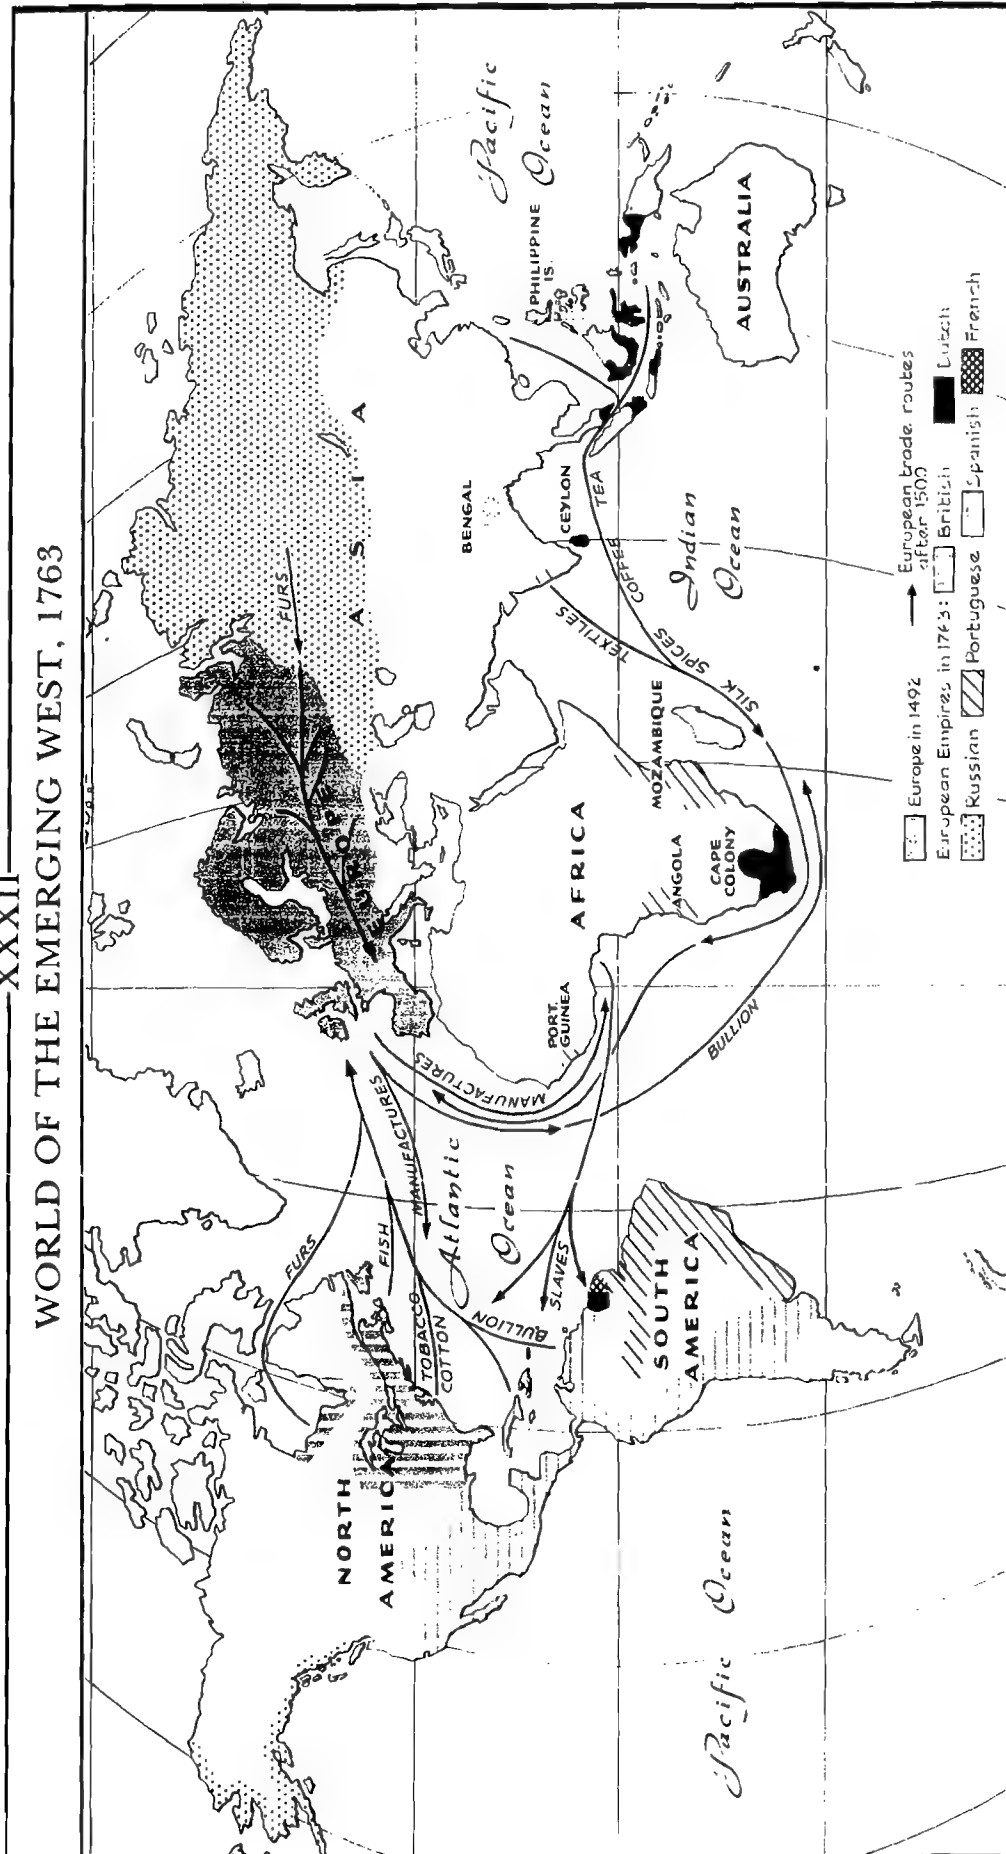 XXXII
WORLD OF THE EMERGING WEST, 1763
NORTH
AMERICA
FURS
FISH
TOBACCO
COTTON
MANUFACTURES
BULLION
SLAVES
SOUTH
AMERICA
Atlantic
Ocean
Pacific Ocean
EUROPE
FURS
ASIA
MANUFACTURES
PORT.
GUINEA
AFRICA
ANGOLA
CAPE
COLONY
MOZAMBIQUE
BULLION
TEXTILES
SPICES
SILK
COFFEE
TEA
BENGAL
CEYLON
Indian
Ocean
PHILIPPINE
IS.
Pacific
Ocean
AUSTRALIA
Europe in 1492
European trade routes
after 1500
European Empires in 1763:
British
Dutch
Russian
Portuguese
Spanish
French